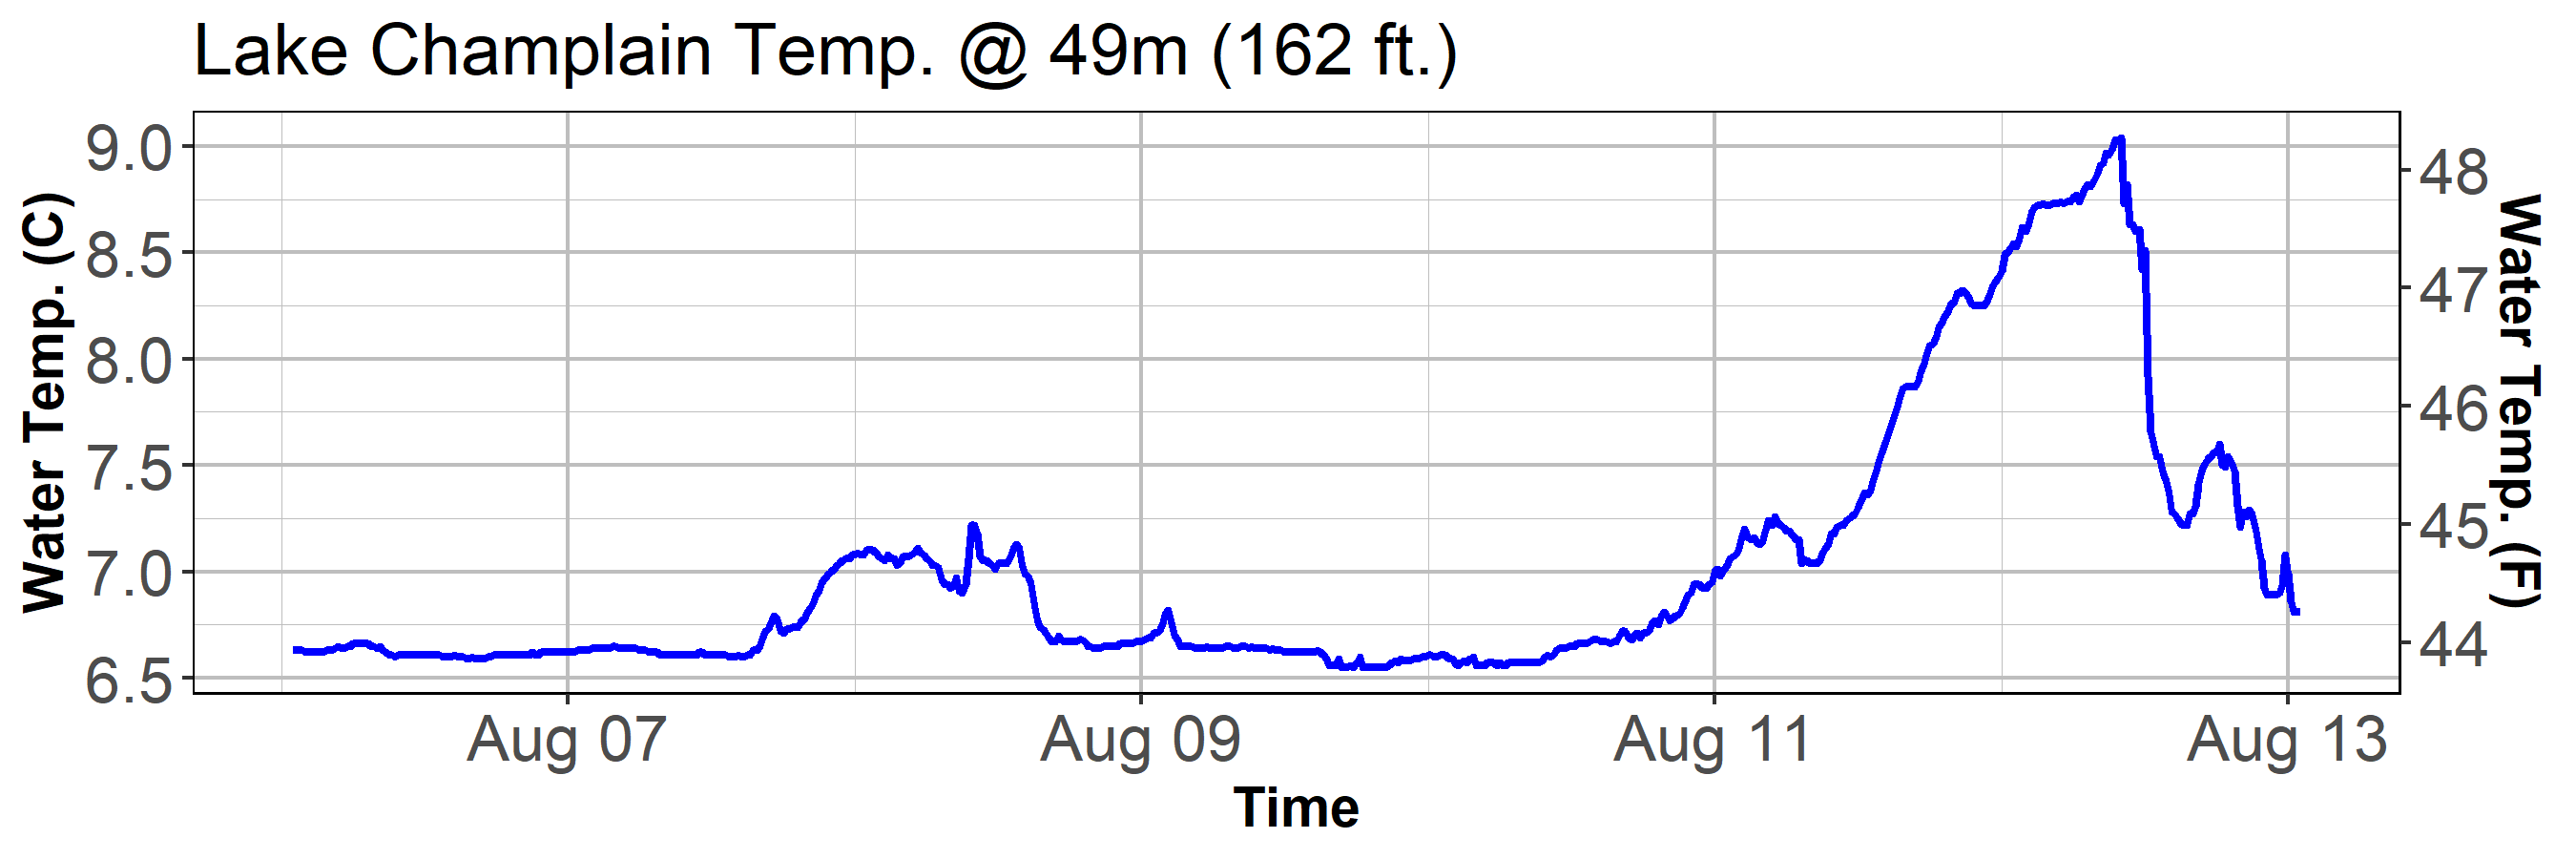 Lake Champlain Temp. @ 49m (162 ft.)
Water Temp. (C)
9.0
8.5
8.0
7.5
7.0
6.5
48
47
46
45
44
Water Temp. (F)
Aug 07 Aug 09 Aug 11 Aug 13
Time